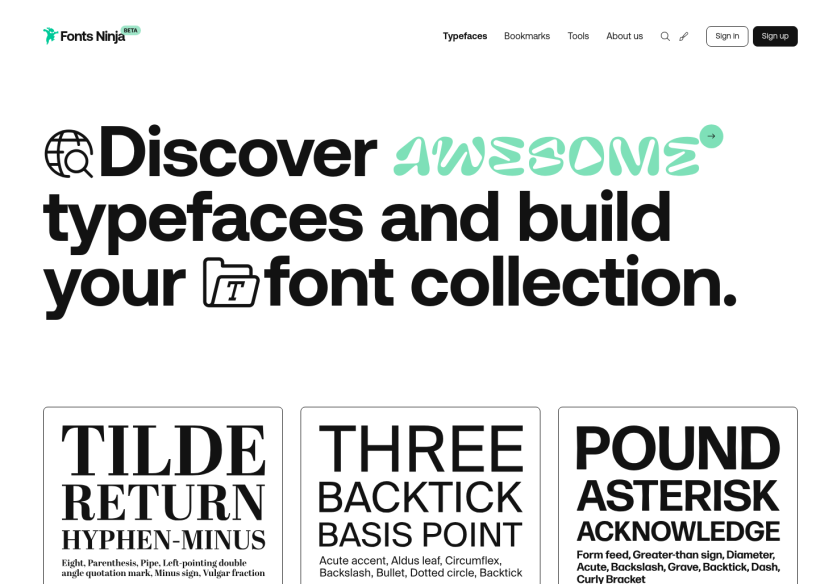 Fonts Ninja BETA
Typefaces Bookmarks Tools About us Sign in Sign up
Discover AWESOME
typefaces and build
your font collection.
TILDE
RETURN
HYPHEN-MINUS
Eight, Parenthesis, Pipe, Left-pointing double
angle quotation mark, Minus sign, Vulgar fraction
THREE
BACKTICK
BASIS POINT
Acute accent, Aldus leaf, Circumflex,
Backslash, Bullet, Dotted circle, Backtick
POUND
ASTERISK
ACKNOWLEDGE
Form feed, Greater-than sign, Diameter,
Acute, Backslash, Grave, Backtick, Dash,
Curly Bracket